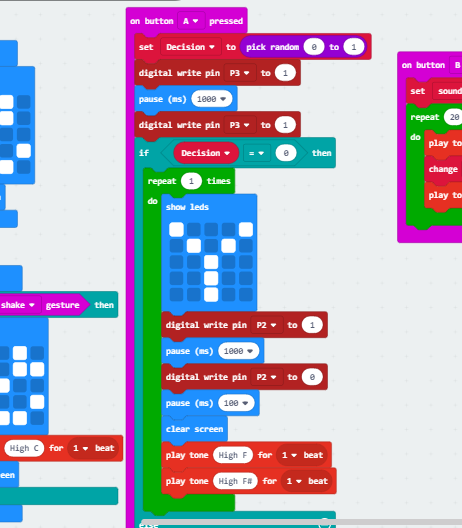 on button A pressed
set Decision to pick random 0 to 1
digital write pin P3 to 1
pause (ms) 1000
digital write pin P3 to 1
if Decision = 0 then
repeat 1 times
do
show leds
digital write pin P2 to 1
pause (ms) 1000
digital write pin P2 to 0
pause (ms) 100
clear screen
play tone High F for 1 beat
play tone High F# for 1 beat
else
shake gesture then
High C for 1 beat
een
on button B
set sound
repeat 20
do
play to
change
play to